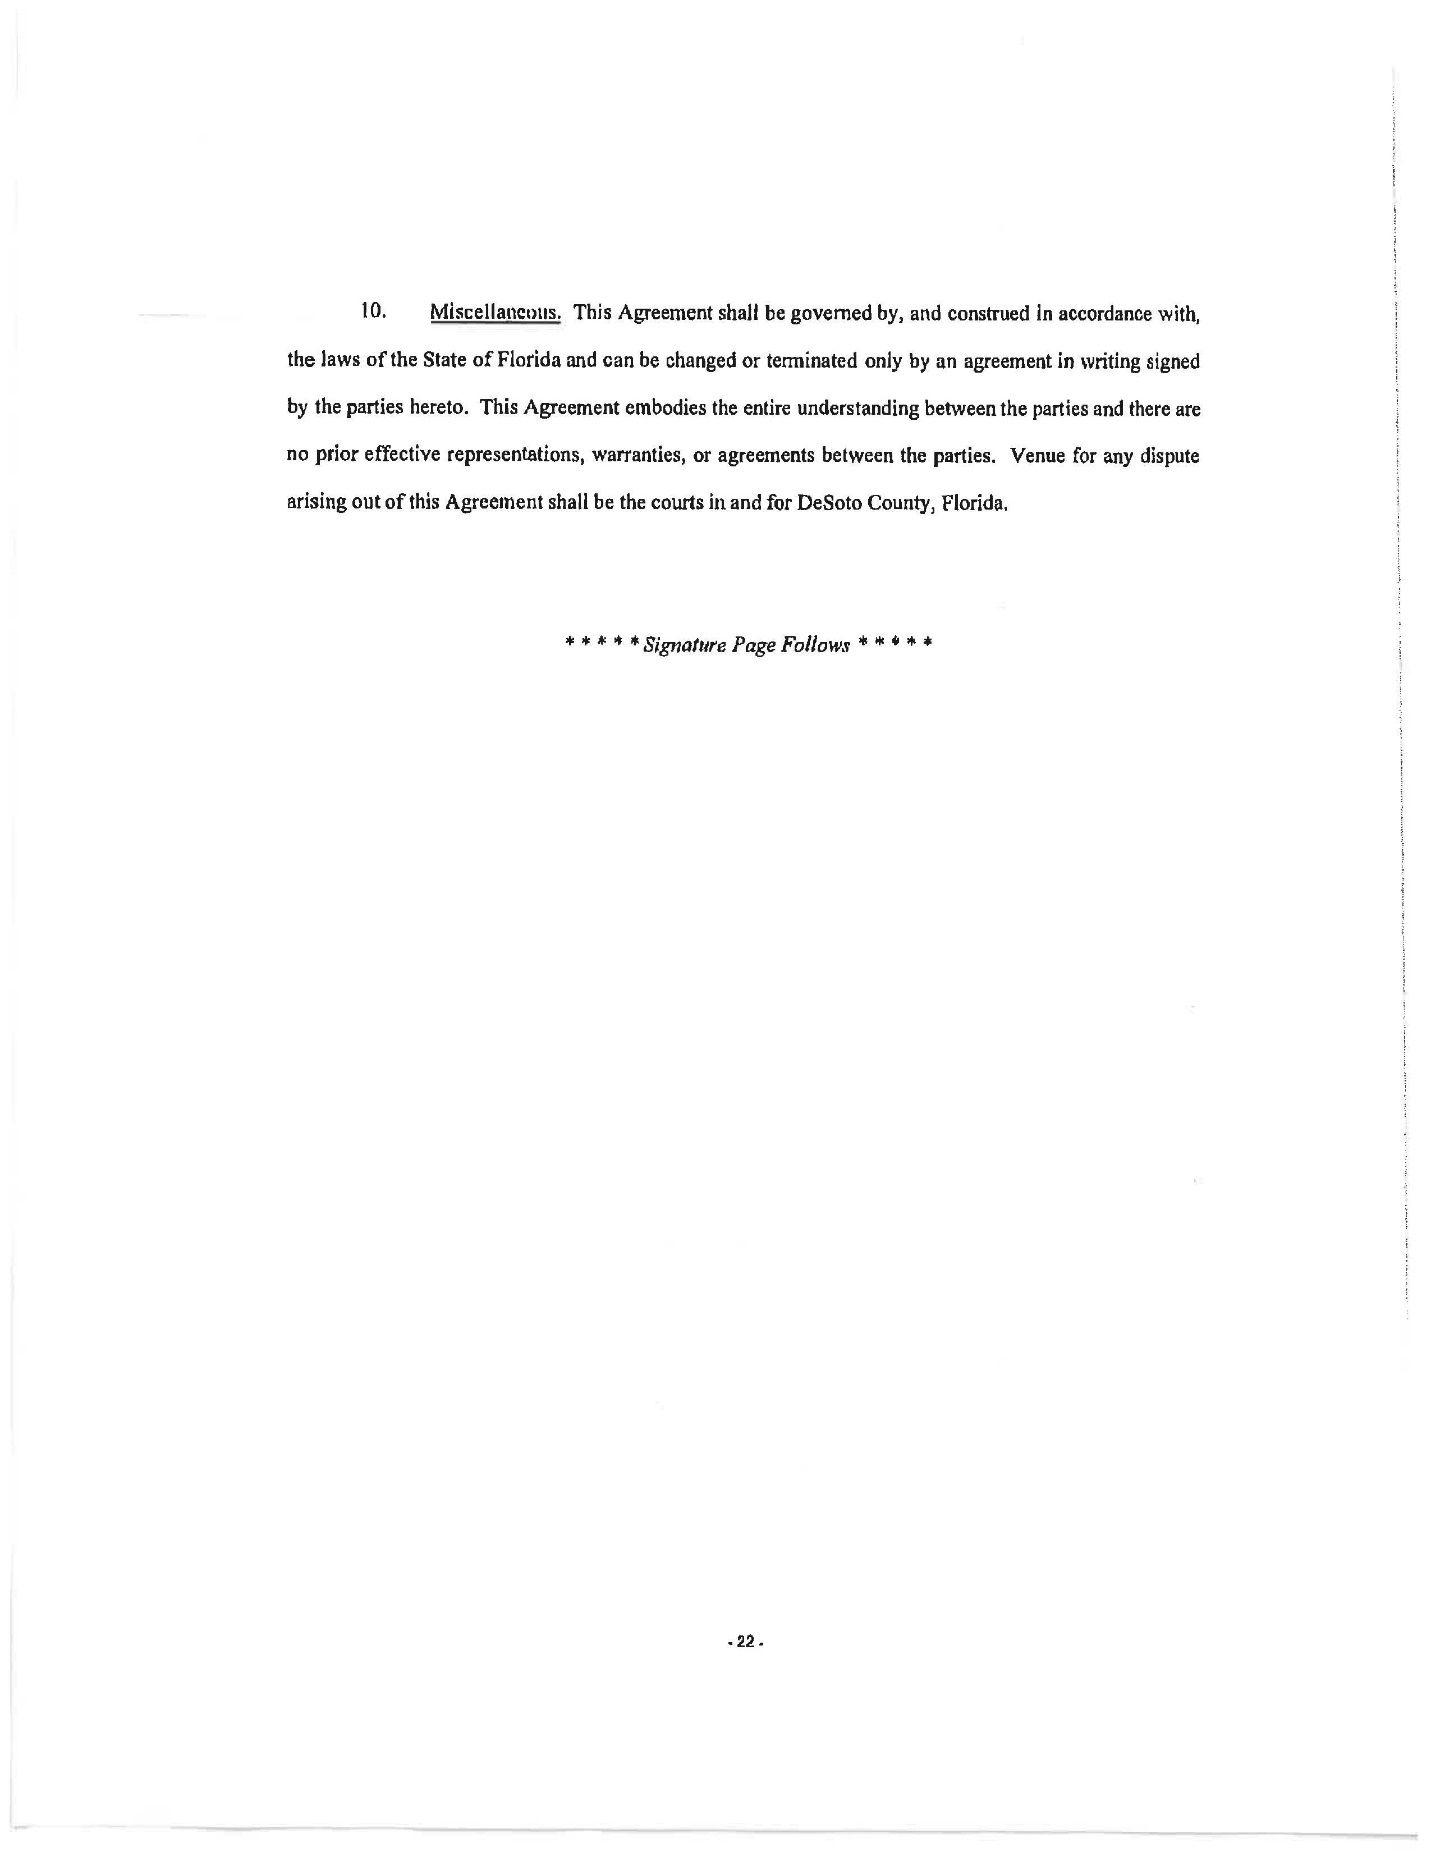 10. Miscellaneous. This Agreement shall be governed by, and construed in accordance with,
the laws of the State of Florida and can be changed or terminated only by an agreement in writing signed
by the parties hereto. This Agreement embodies the entire understanding between the parties and there are
no prior effective representations, warranties, or agreements between the parties. Venue for any dispute
arising out of this Agreement shall be the courts in and for DeSoto County, Florida.
* * * * * Signature Page Follows * * * * *
- 22 -